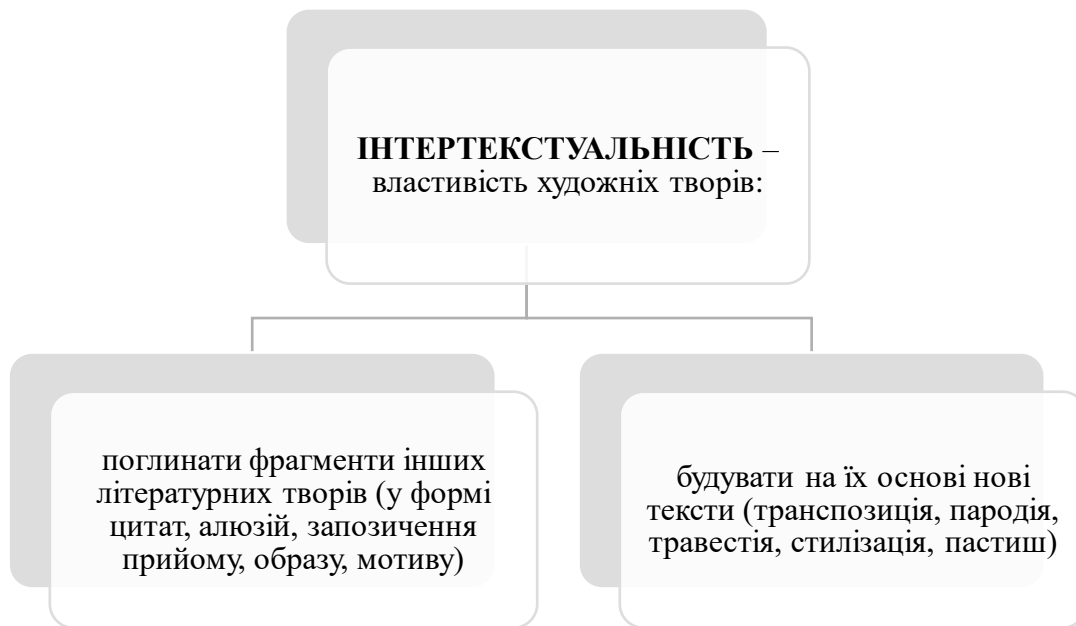 ІНТЕРТЕКСТУАЛЬНІСТЬ –
властивість художніх творів:
поглинати фрагменти інших
літературних творів (у формі
цитат, алюзій, запозичення
прийому, образу, мотиву)
будувати на їх основі нові
тексти (транспозиція, пародія,
травестія, стилізація, пастиш)